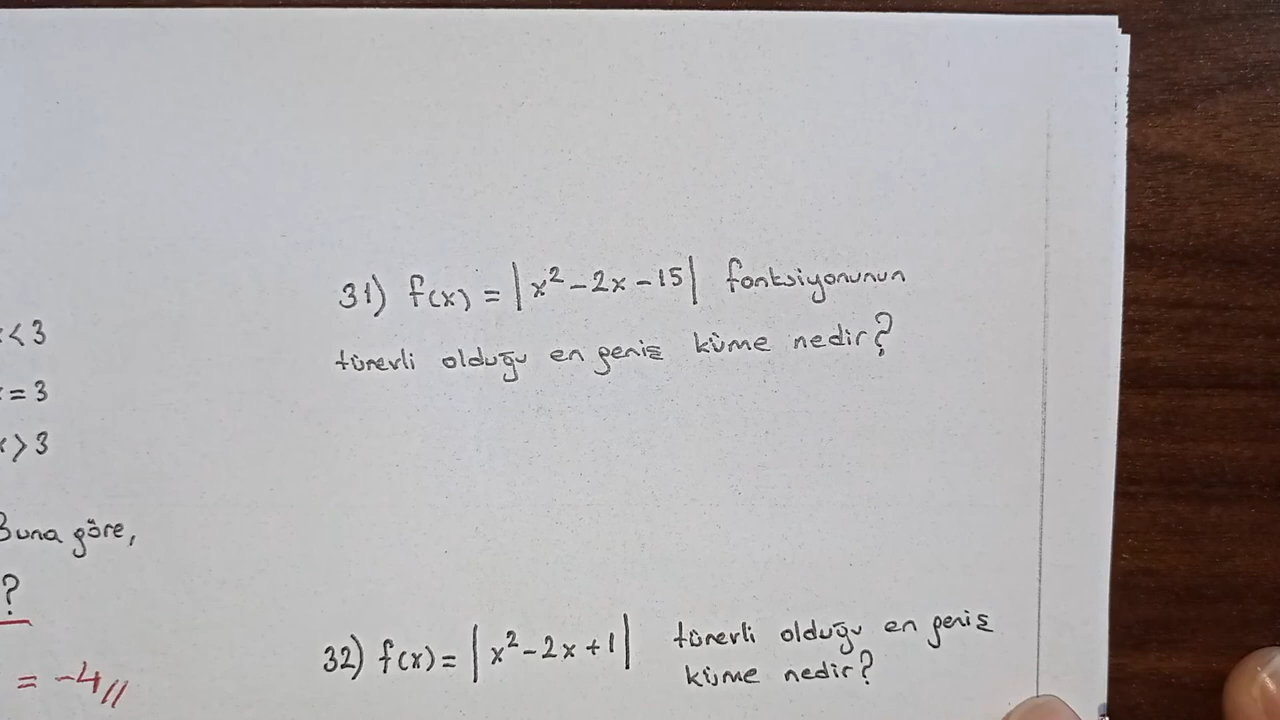 < 3
= 3
> 3
Buna göre,
?
= -4//
31) f(x) = |x² - 2x - 15| fonksiyonunun
türevli olduğu en geniş küme nedir?
32) f(x) = |x² - 2x + 1| türevli olduğu en geniş
küme nedir?